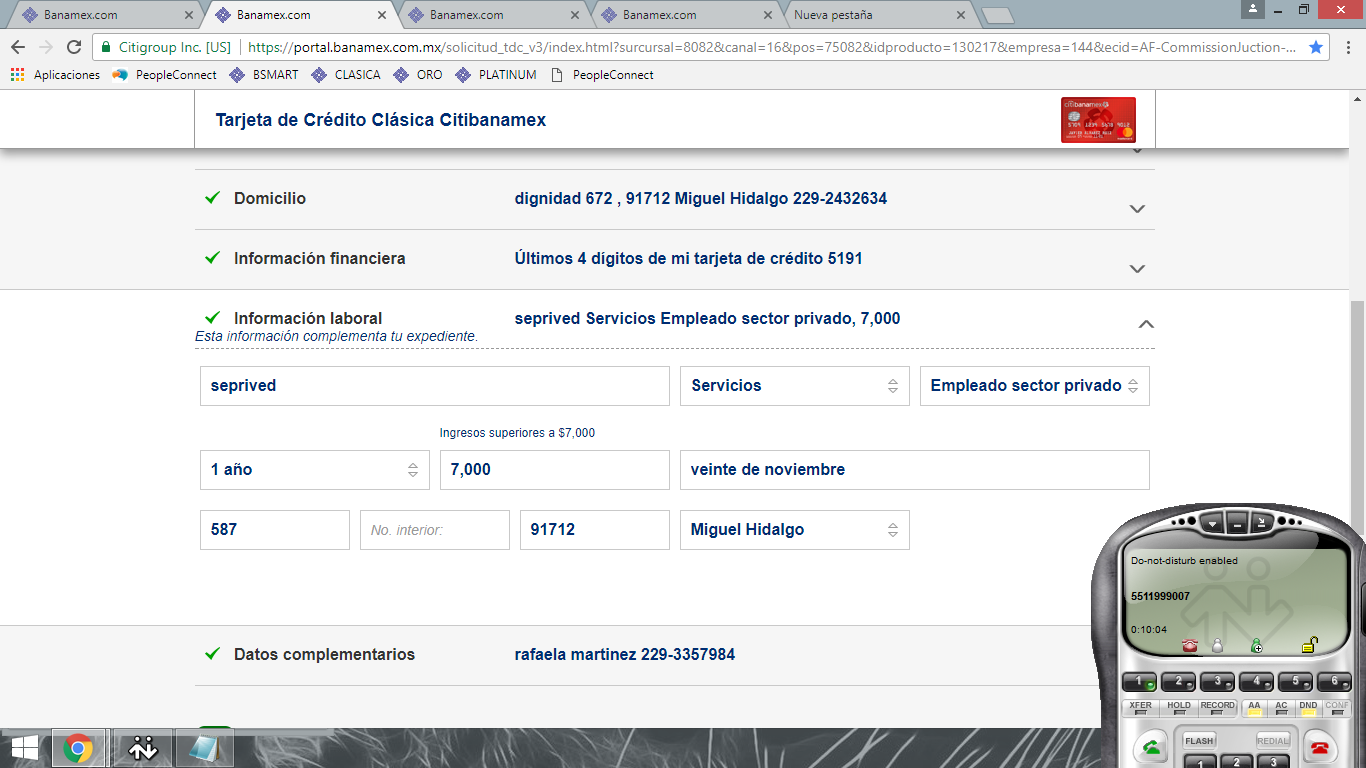 Banamex.com
Banamex.com
Banamex.com
Banamex.com
Nueva pestaña
Citigroup Inc. [US] https://portal.banamex.com.mx/solicitud_tdc_v3/index.html?surcursal=8082&canal=16&pos=75082&idproducto=130217&empresa=144&ecid=AF-CommissionJuction-...
Aplicaciones PeopleConnect BSMART CLASICA ORO PLATINUM PeopleConnect
Tarjeta de Crédito Clásica Citibanamex
citibanamex
Domicilio dignidad 672 , 91712 Miguel Hidalgo 229-2432634
Información financiera Últimos 4 dígitos de mi tarjeta de crédito 5191
Información laboral seprived Servicios Empleado sector privado, 7,000
Esta información complementa tu expediente.
seprived Servicios Empleado sector privado
Ingresos superiores a $7,000
1 año 7,000 veinte de noviembre
587 No. interior: 91712 Miguel Hidalgo
Datos complementarios rafaela martinez 229-3357984
Do-not-disturb enabled
5511999007
0:10:04
1 2 3 4 5 6
XFER HOLD RECORD AA AC DND CONF
FLASH REDIAL
1 2 3